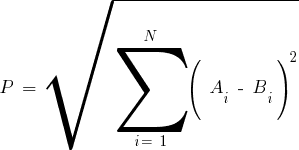 P = √ N ∑ i = 1 ( A_i - B_i )^2